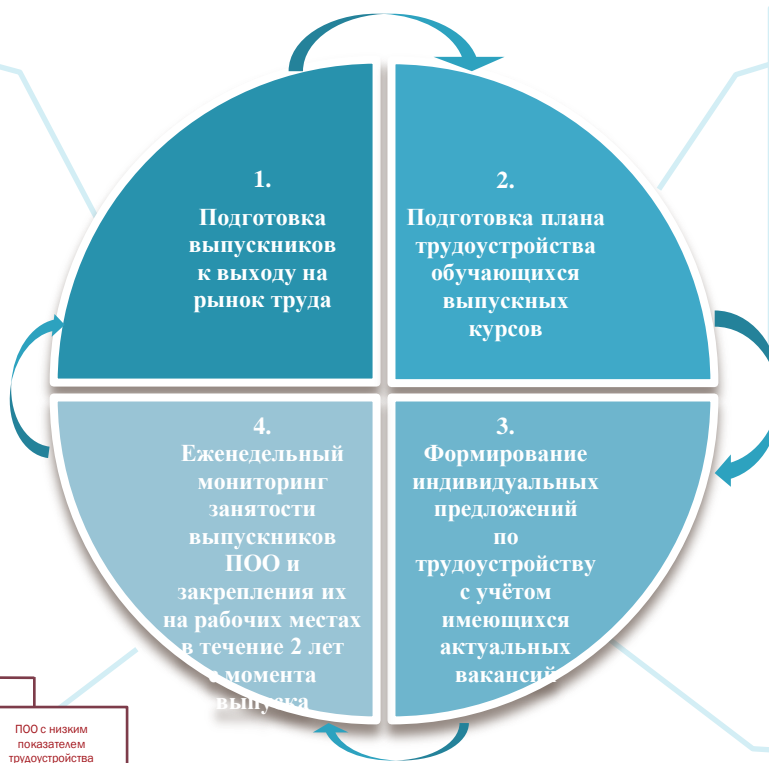 1.
Подготовка
выпускников
к выходу на
рынок труда
2.
Подготовка плана
трудоустройства
обучающихся
выпускных
курсов
3.
Формирование
индивидуальных
предложений
по
трудоустройству
с учётом
имеющихся
актуальных
вакансий
4.
Еженедельный
мониторинг
занятости
выпускников
ПОО и
закрепления их
на рабочих местах
в течение 2 лет
с момента
выпуска
ПОО с низким
показателем
трудоустройства